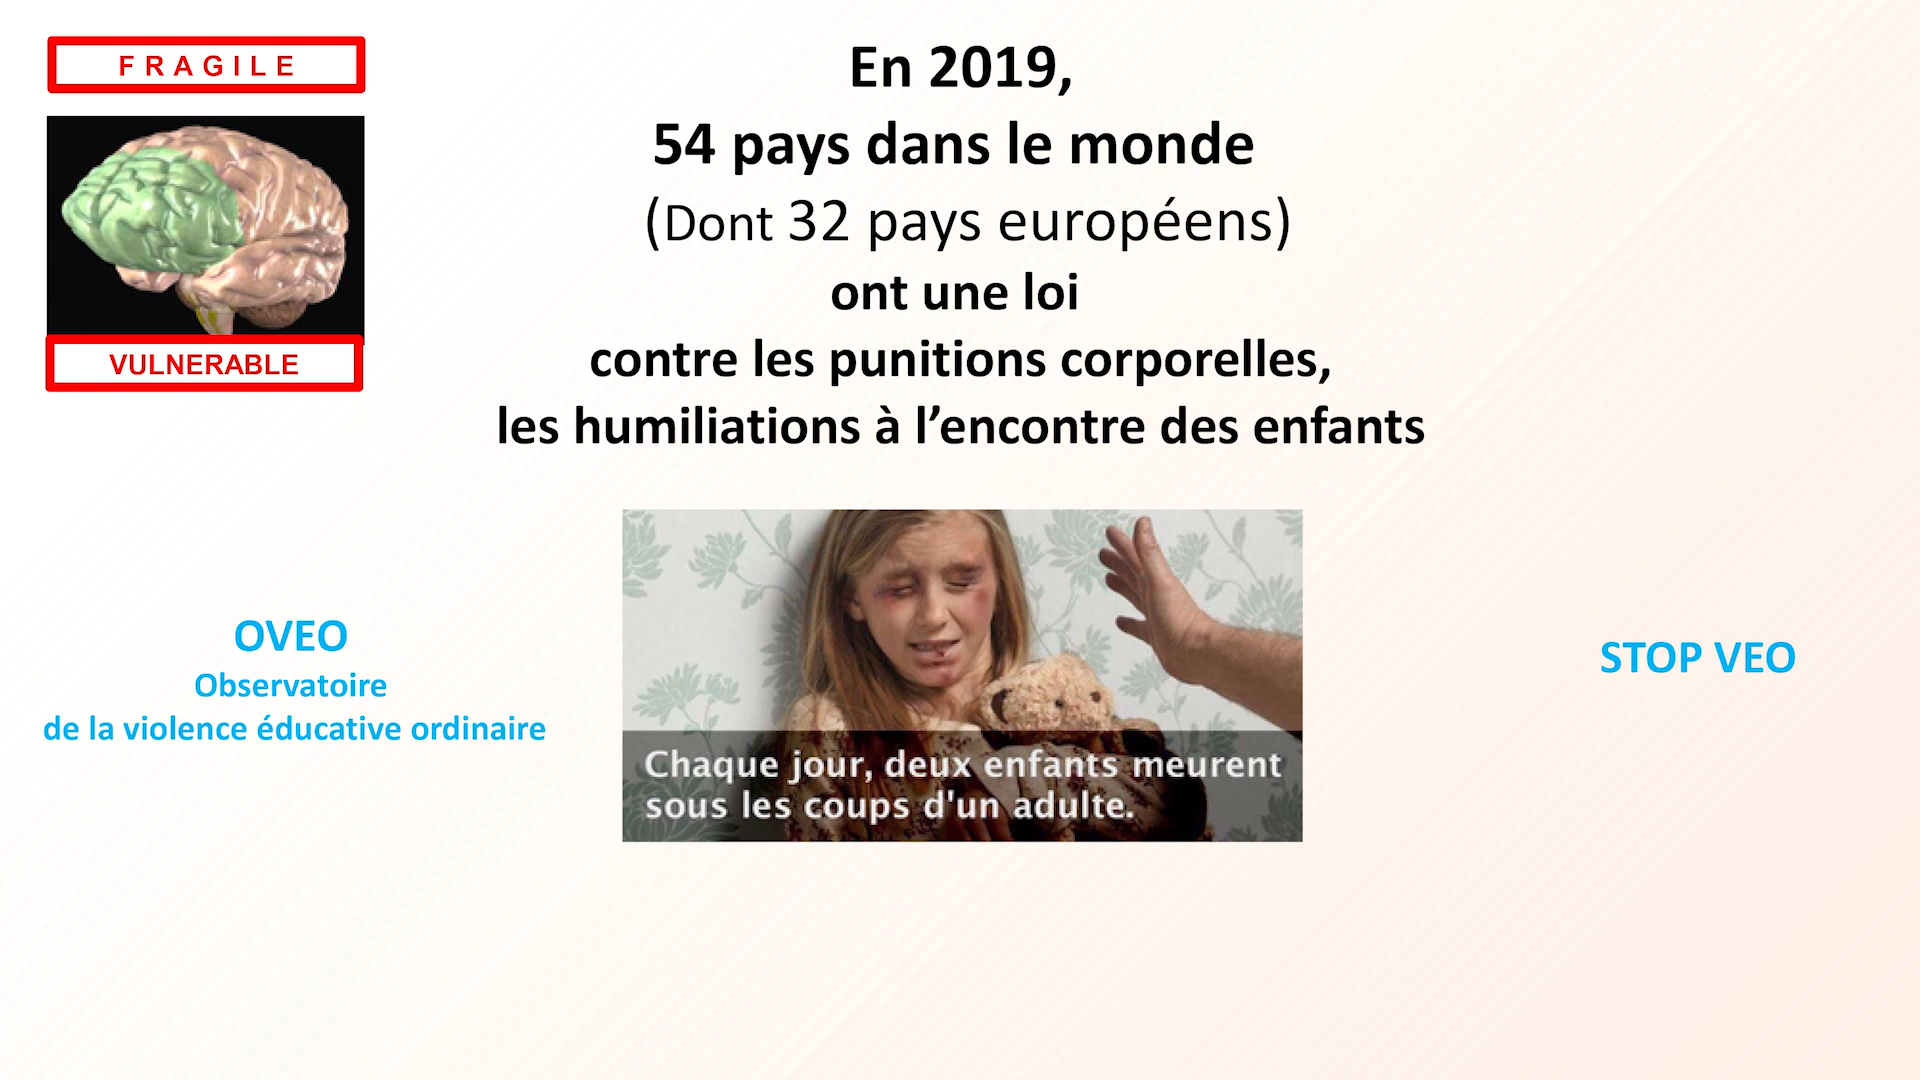 FRAGILE
VULNERABLE
En 2019,
54 pays dans le monde
(Dont 32 pays européens)
ont une loi
contre les punitions corporelles,
les humiliations à l’encontre des enfants
OVEO
Observatoire
de la violence éducative ordinaire
Chaque jour, deux enfants meurent
sous les coups d'un adulte.
STOP VEO